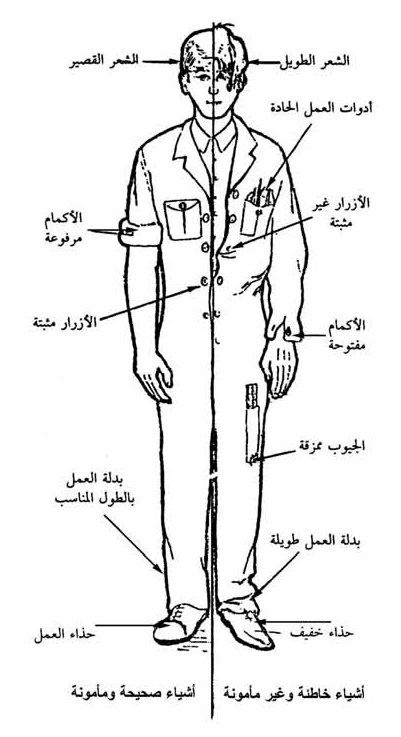 الشعر الطويل
الشعر القصير
أدوات العمل الحادة
الأزرار غير
مثبتة
الأكمام
مرفوعة
الأزرار مثبتة
الأكمام
مفتوحة
الجيوب ممزقة
بدلة العمل
بالطول المناسب
بدلة العمل طويلة
حذاء خفيف
حذاء العمل
أشياء خاطئة وغير مأمونة
أشياء صحيحة ومأمونة